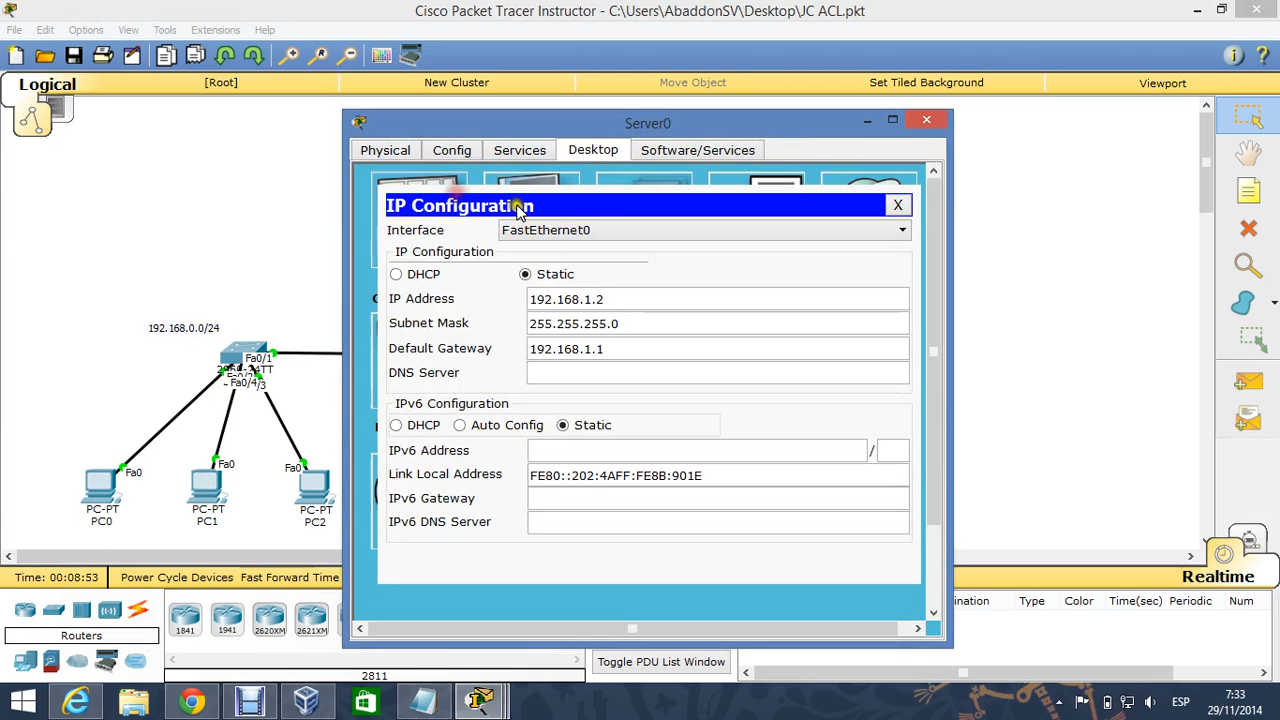 Cisco Packet Tracer Instructor - C:\Users\AbaddonSV\Desktop\JC ACL.pkt
File Edit Options View Tools Extensions Help
Logical [Root] New Cluster Move Object Set Tiled Background Viewport
Server0
Physical Config Services Desktop Software/Services
IP Configuration X
Interface FastEthernet0
IP Configuration
DHCP Static
IP Address 192.168.1.2
Subnet Mask 255.255.255.0
Default Gateway 192.168.1.1
DNS Server
IPv6 Configuration
DHCP Auto Config Static
IPv6 Address /
Link Local Address FE80::202:4AFF:FE8B:901E
IPv6 Gateway
IPv6 DNS Server
192.168.0.0/24
Fa0/1
Fa0/4
Fa0 Fa0 Fa0
PC-PT PC-PT PC-PT
PC0 PC1 PC2
Time: 00:08:53 Power Cycle Devices Fast Forward Time Realtime
1841 1941 2620XM 2621XM
Type Color Time(sec) Periodic Num
Routers
Toggle PDU List Window
2811
ESP
7:33
29/11/2014